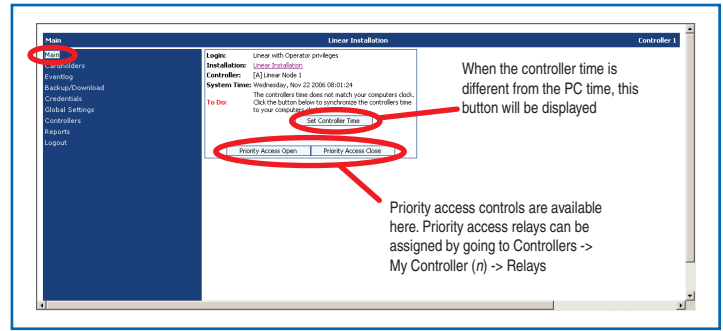 Main Linear Installation Controller 1
Main
Cardholders
Eventlog
Backup/Download
Credentials
Global Settings
Controllers
Reports
Logout
Login: Linear with Operator privileges
Installation: Linear Installation
Controller: [A] Linear Node 1
System Time: Wednesday, Nov 22 2006 08:01:24
To Do: The controllers time does not match your computers clock.
Click the button below to synchronize the controllers time
to your computers
Set Controller Time
Priority Access Open Priority Access Close
When the controller time is
different from the PC time, this
button will be displayed
Priority access controls are available
here. Priority access relays can be
assigned by going to Controllers ->
My Controller (n) -> Relays